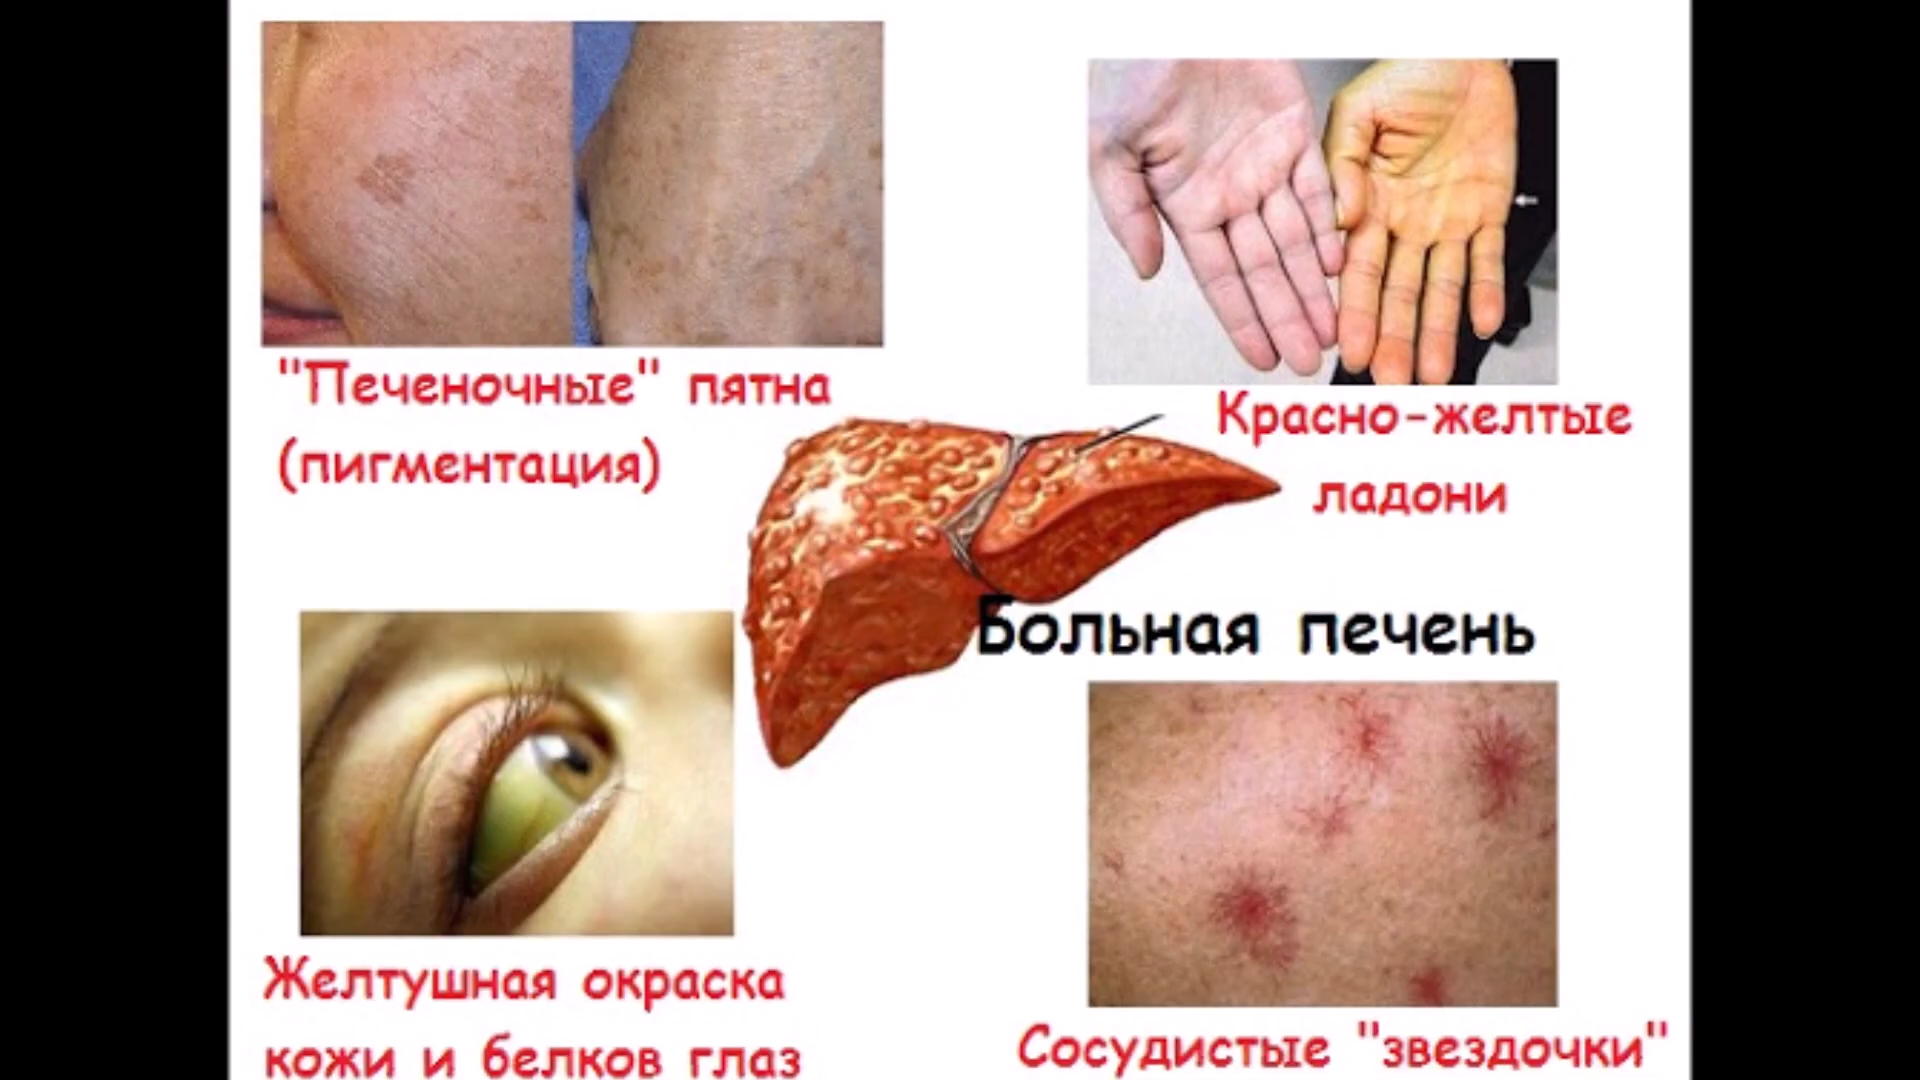 "Печеночные" пятна
(пигментация)
Красно-желтые
ладони
Больная печень
Желтушная окраска
кожи и белков глаз
Сосудистые "звездочки"